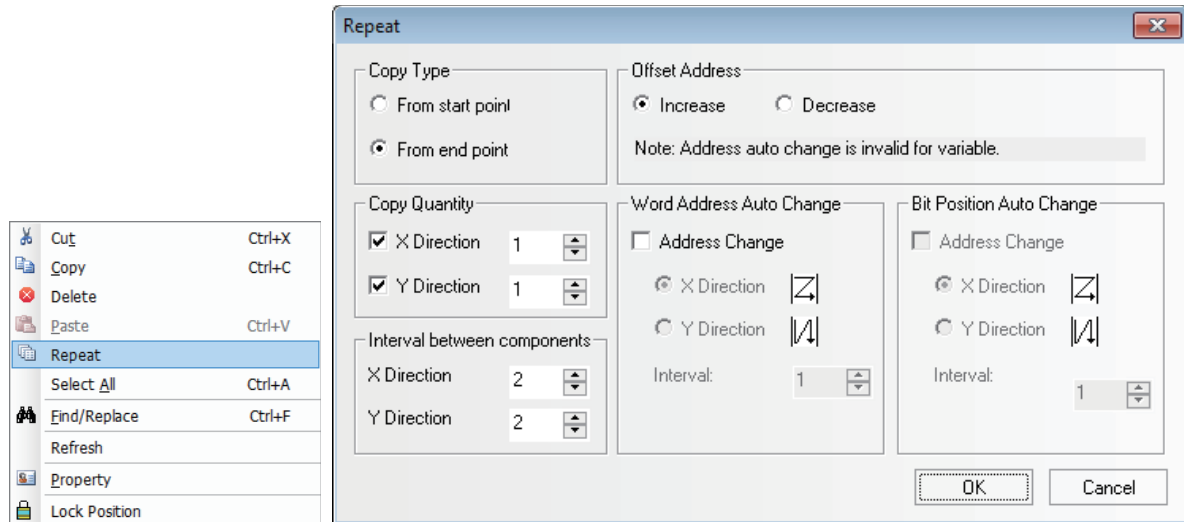 Cut Ctrl+X
Copy Ctrl+C
Delete
Paste Ctrl+V
Repeat
Select All Ctrl+A
Find/Replace Ctrl+F
Refresh
Property
Lock Position
Repeat
Copy Type
From start point
From end point
Offset Address
Increase Decrease
Note: Address auto change is invalid for variable.
Copy Quantity
X Direction 1
Y Direction 1
Interval between components
X Direction 2
Y Direction 2
Word Address Auto Change
Address Change
X Direction
Y Direction
Interval: 1
Bit Position Auto Change
Address Change
X Direction
Y Direction
Interval: 1
OK Cancel